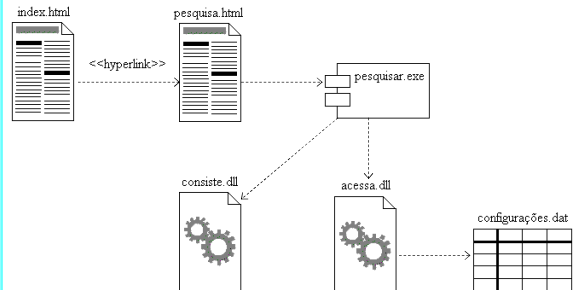 index.html
pesquisa.html
<<hyperlink>>
pesquisar.exe
consiste.dll
acessa.dll
configurações.dat